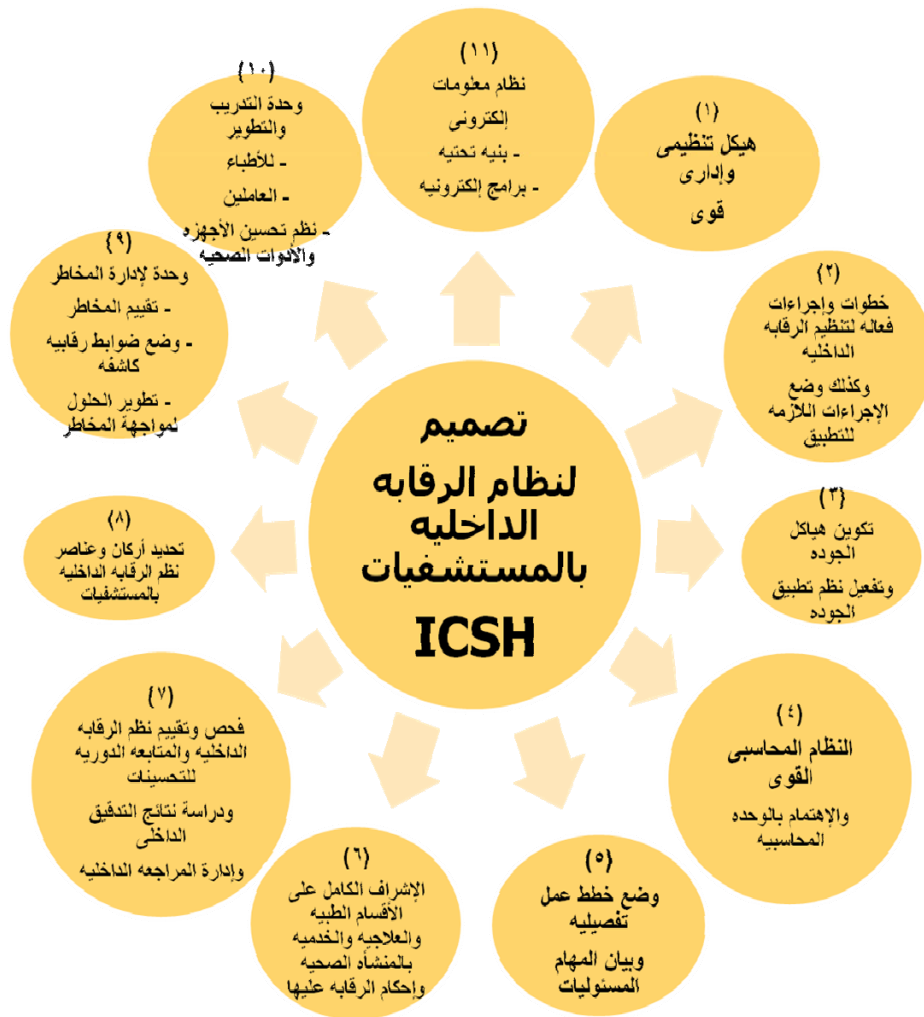 تصميم
لنظام الرقابه
الداخليه
بالمستشفيات
ICSH
(١)
هيكل تنظيمى
وإدارى
قوى
(٢)
خطوات وإجراءات
فعاله لتنظيم الرقابه
الداخليه
وكذلك وضع
الإجراءات اللازمه
للتطبيق
(٣)
تكوين هياكل
الجوده
وتفعيل نظم تطبيق
الجوده
(٤)
النظام المحاسبى
القوى
والإهتمام بالوحده
المحاسبيه
(٥)
وضع خطط عمل
تفصيليه
وبيان المهام
المسئوليات
(٦)
الإشراف الكامل على
الأقسام الطبيه
والعلاجيه والخدميه
بالمنشأه الصحيه
وإحكام الرقابه عليها
(٧)
فحص وتقييم نظم الرقابه
الداخليه والمتابعه الدوريه
للتحسينات
ودراسة نتائج التدقيق
الداخلى
وإدارة المراجعه الداخليه
(٨)
تحديد أركان وعناصر
نظم الرقابه الداخليه
بالمستشفيات
(٩)
وحدة لإدارة المخاطر
- تقييم المخاطر
- وضع ضوابط رقابيه
كاشفه
- تطوير الحلول
لمواجهة المخاطر
(١٠)
وحدة التدريب
والتطوير
- للأطباء
- العاملين
- نظم تحسين الأجهزه
والأدوات الصحيه
(١١)
نظام معلومات
إلكترونى
- بنيه تحتيه
- برامج إلكترونيه